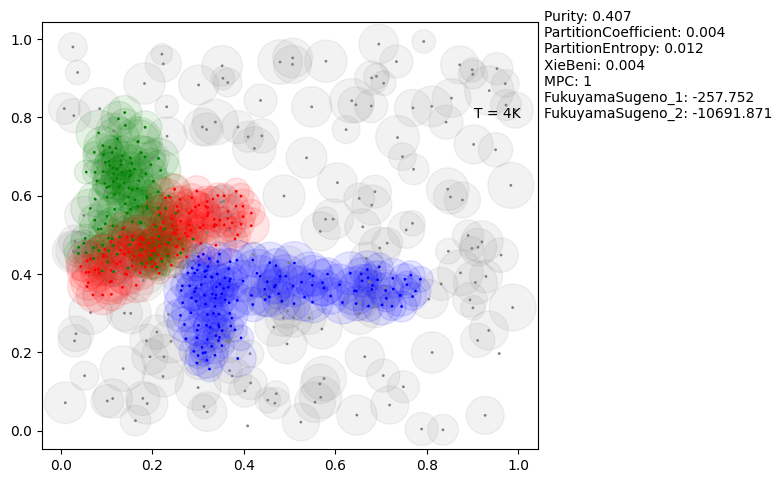 Purity: 0.407
PartitionCoefficient: 0.004
PartitionEntropy: 0.012
XieBeni: 0.004
MPC: 1
FukuyamaSugeno_1: -257.752
FukuyamaSugeno_2: -10691.871
T = 4K
1.0
0.8
0.6
0.4
0.2
0.0
0.0 0.2 0.4 0.6 0.8 1.0